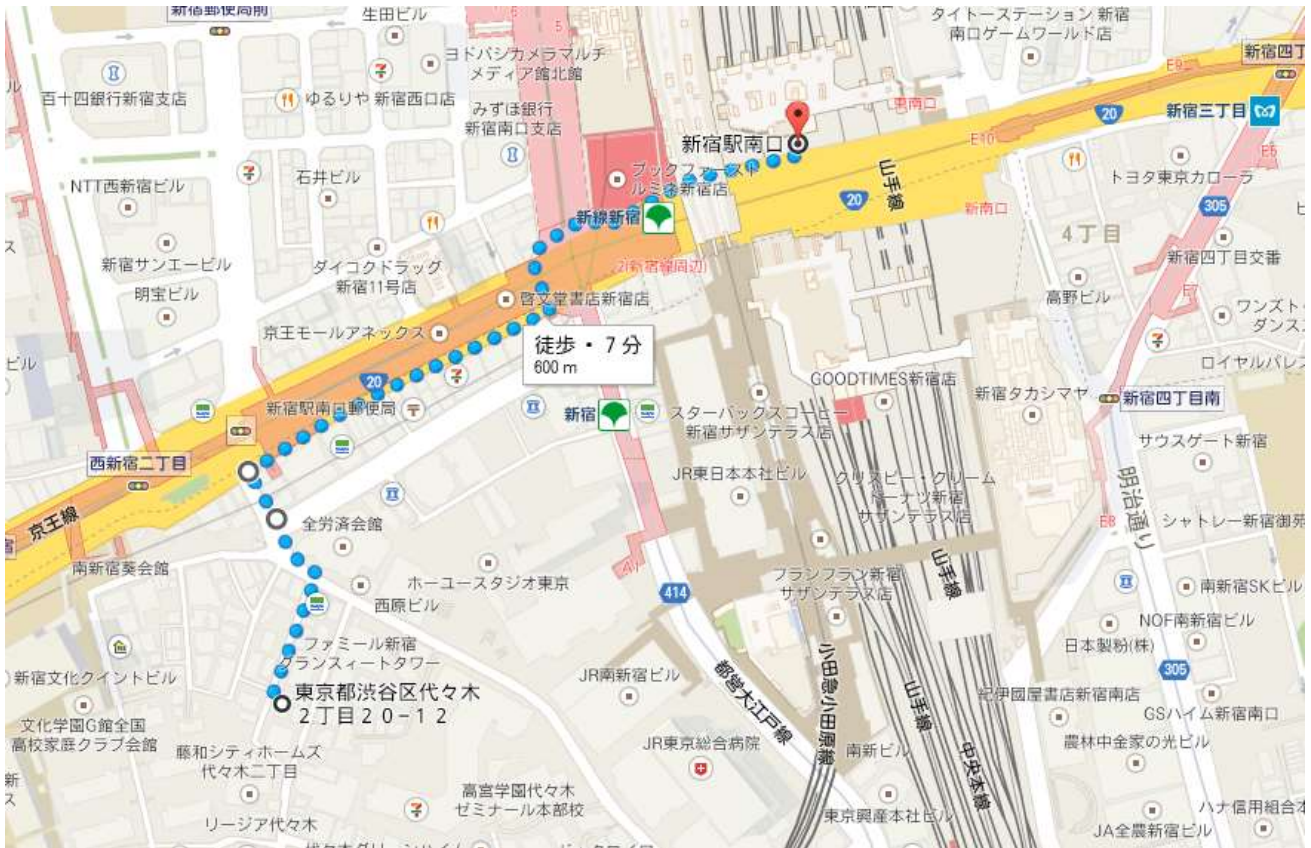 新宿郵便局前
生田ビル
タイトーステーション 新宿
南口ゲームワールド店
ヨドバシカメラマルチ
メディア館北館
新宿四丁
百十四銀行新宿支店
ゆるりや 新宿西口店
みずほ銀行
新宿南口支店
東南口
E9
20
新宿三丁目
新宿駅南口
E10
E5
NTT西新宿ビル
石井ビル
ブックファースト
ルミネ新宿店
山手線
トヨタ東京カローラ
新線新宿
20
新南口
305
4丁目
新宿サンエービル
ダイコクドラッグ
新宿11号店
2(新宿線周辺)
新宿四丁目交番
明宝ビル
啓文堂書店新宿店
高野ビル
E7
ワンズト
ダンス
京王モールアネックス
徒歩・7分
600 m
ビル
ロイヤルパレス
20
GOODTIMES新宿店
新宿タカシマヤ
新宿四丁目南
新宿駅南口郵便局
新宿
スターバックスコーヒー
新宿サザンテラス店
サウスゲート新宿
西新宿二丁目
JR東日本本社ビル
クリスピー・クリーム
ドーナツ新宿
サザンテラス店
明治通り
京王線
全労済会館
E8
シャトレー新宿御苑
南新宿葵会館
ホーユースタジオ東京
A1
山手線
フランフラン新宿
サザンテラス店
南新宿SKビル
西原ビル
414
NOF南新宿ビル
日本製粉(株)
ファミール新宿
グランスィートタワー
小田急小田原線
都営大江戸線
305
新宿文化クイントビル
JR南新宿ビル
山手線
紀伊國屋書店新宿南店
東京都渋谷区代々木
2丁目20-12
GSハイム新宿南口
文化学園G館全国
高校家庭クラブ会館
JR東京総合病院
南新ビル
中央本線
農林中金家の光ビル
藤和シティホームズ
代々木二丁目
高宮学園代々木
ゼミナール本部校
東京興産本社ビル
ハナ信用組合本
リージア代々木
JA全農新宿ビル